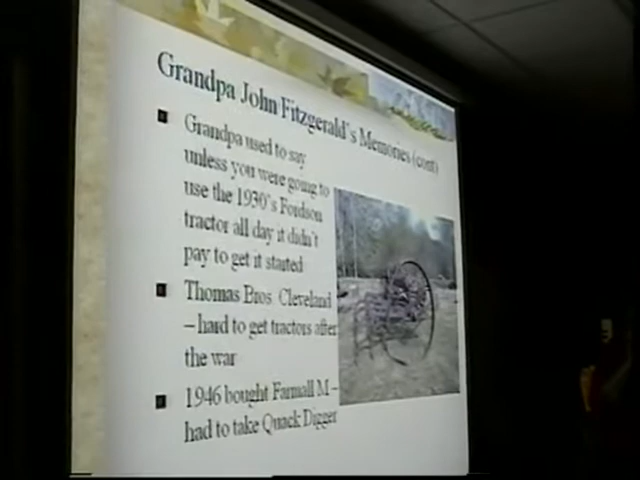 Grandpa John Fitzgerald's Memories (cont)
■ Grandpa used to say
unless you were going to
use the 1930's Fordson
tractor all day it didn't
pay to get it started
■ Thomas Bros Cleveland
– hard to get tractors after
the war
■ 1946 bought Farmall M –
had to take Quack Digger